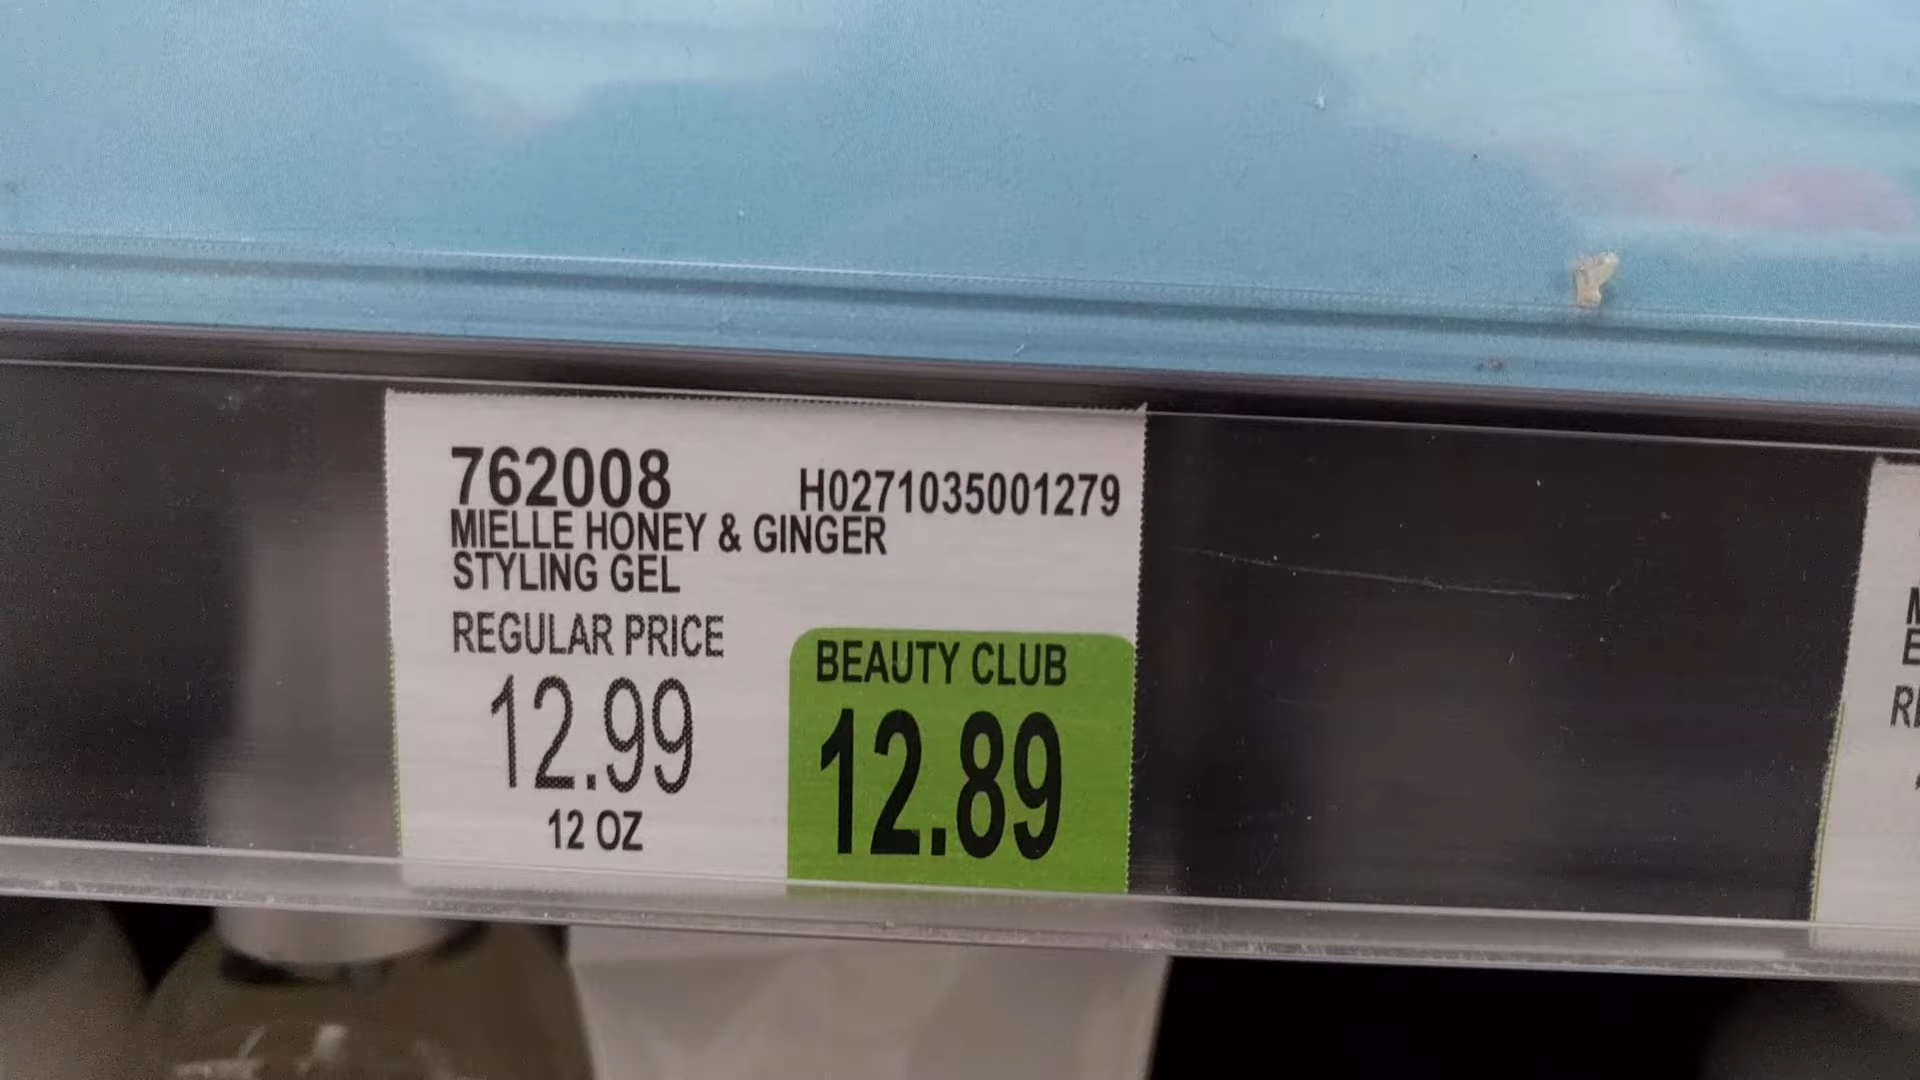 762008 H0271035001279
MIELLE HONEY & GINGER
STYLING GEL
REGULAR PRICE
12.99
12 OZ
BEAUTY CLUB
12.89